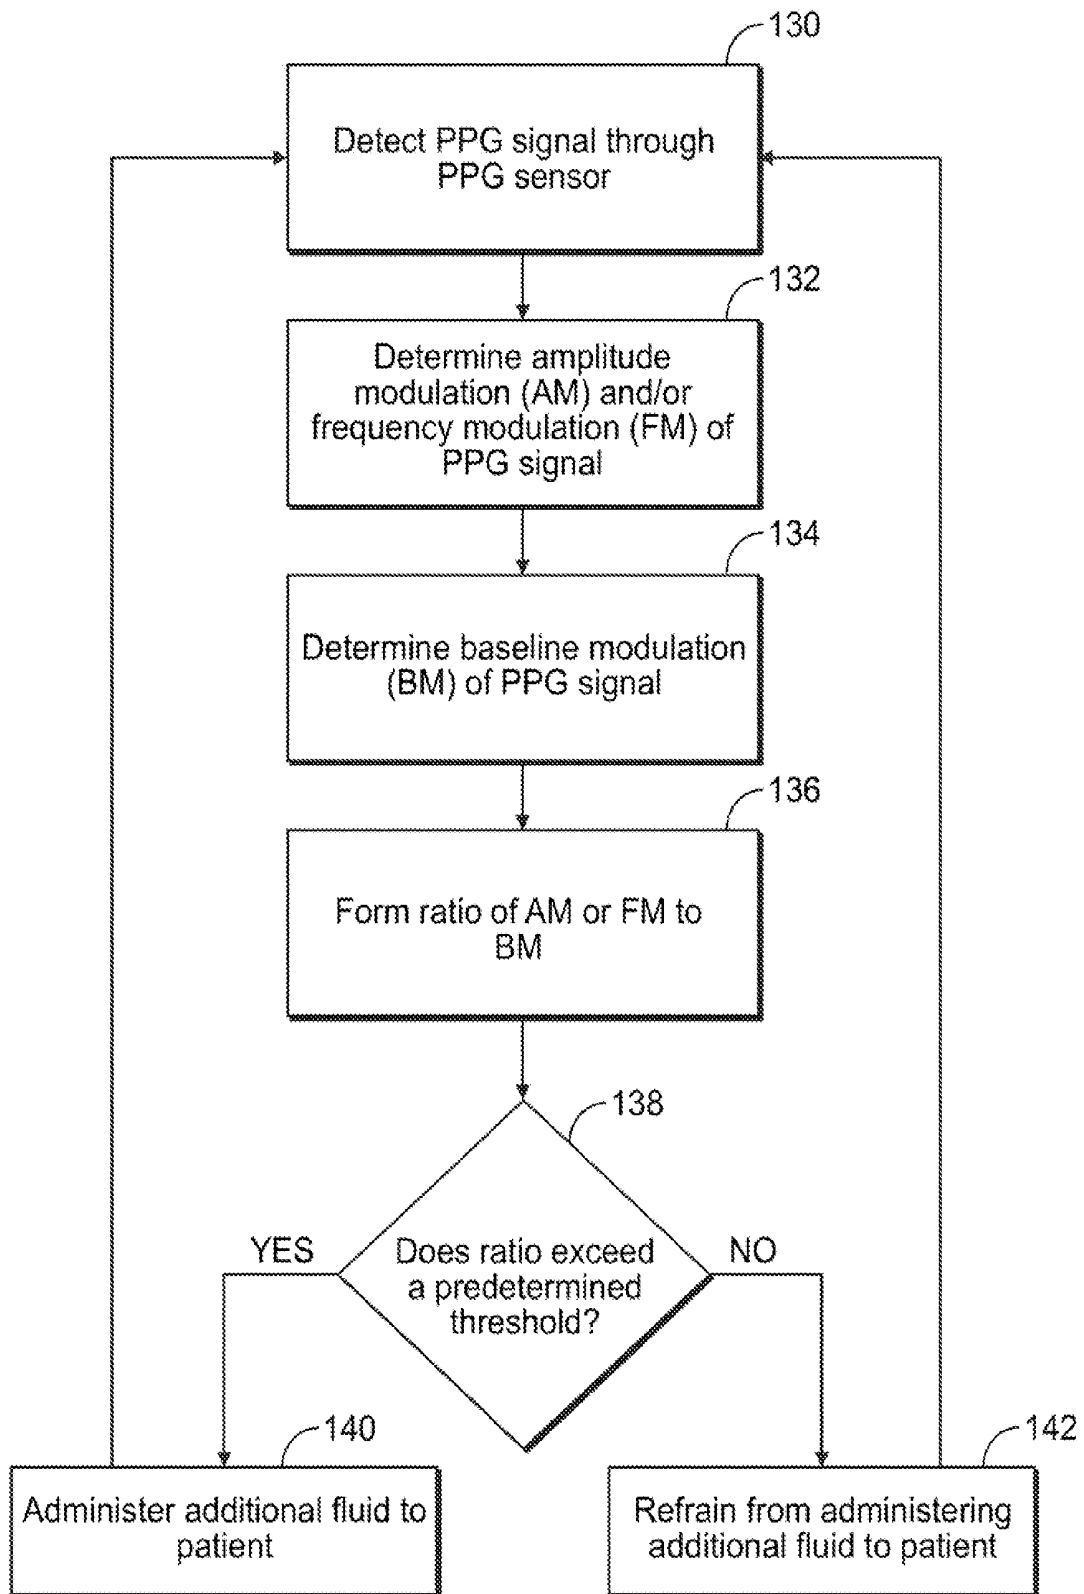 130
Detect PPG signal through
PPG sensor
132
Determine amplitude
modulation (AM) and/or
frequency modulation (FM) of
PPG signal
134
Determine baseline modulation
(BM) of PPG signal
136
Form ratio of AM or FM to
BM
138
YES
Does ratio exceed
a predetermined
threshold?
NO
140
Administer additional fluid to
patient
142
Refrain from administering
additional fluid to patient